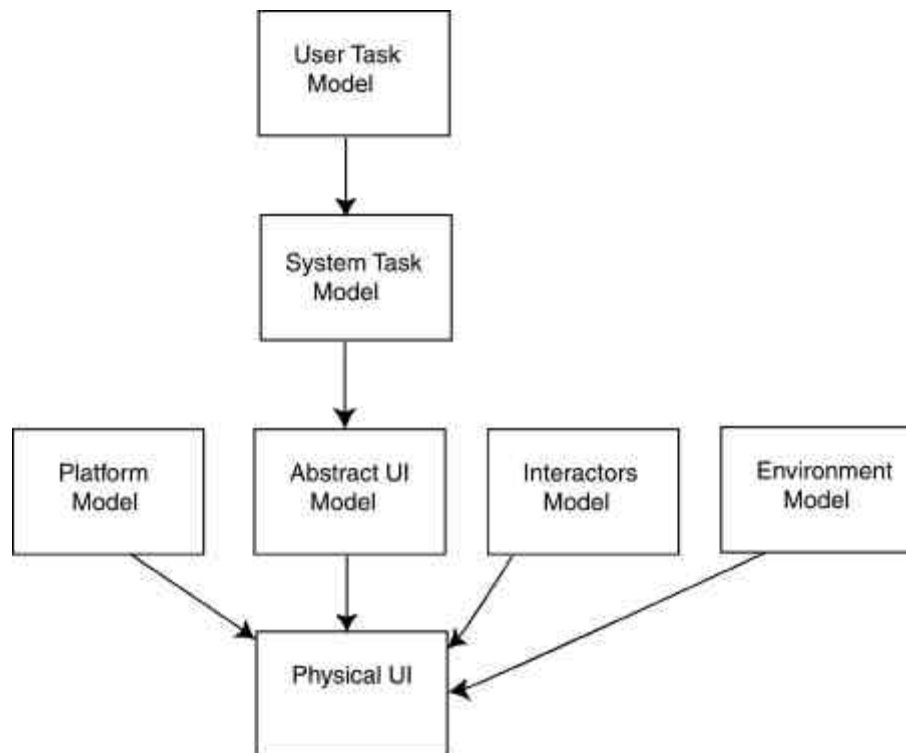 User Task
Model
System Task
Model
Platform
Model
Abstract UI
Model
Interactors
Model
Environment
Model
Physical UI